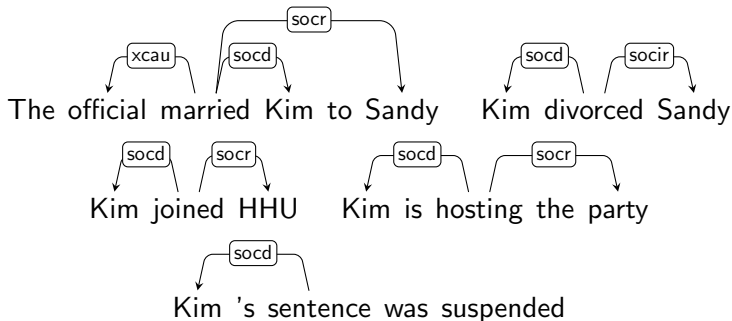 socr
xcau socd socd socir
The official married Kim to Sandy Kim divorced Sandy
socd socr socd socr
Kim joined HHU Kim is hosting the party
socd
Kim 's sentence was suspended